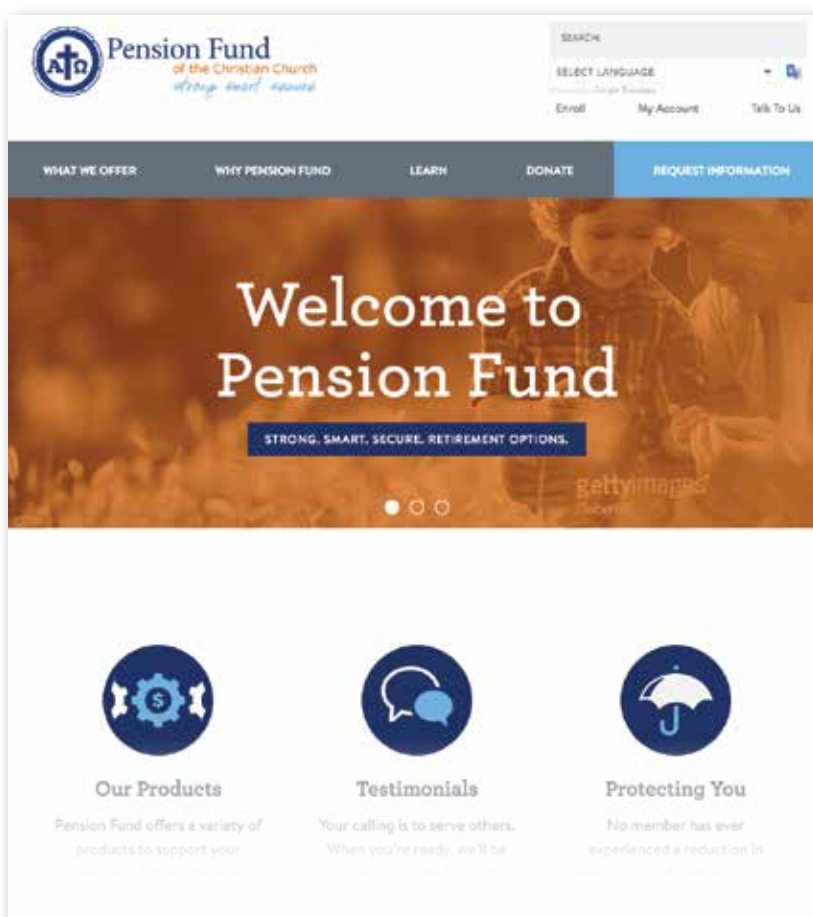 ΑΩ
Pension Fund
of the Christian Church
strong smart secure
SEARCH
SELECT LANGUAGE
Enroll My Account Talk To Us
WHAT WE OFFER WHY PENSION FUND LEARN DONATE REQUEST INFORMATION
Welcome to
Pension Fund
STRONG. SMART. SECURE. RETIREMENT OPTIONS.
gettyimages
Our Products
Pension Fund offers a variety of
products to support your
Testimonials
Your calling is to serve others.
When you're ready, we'll be
Protecting You
No member has ever
experienced a reduction in